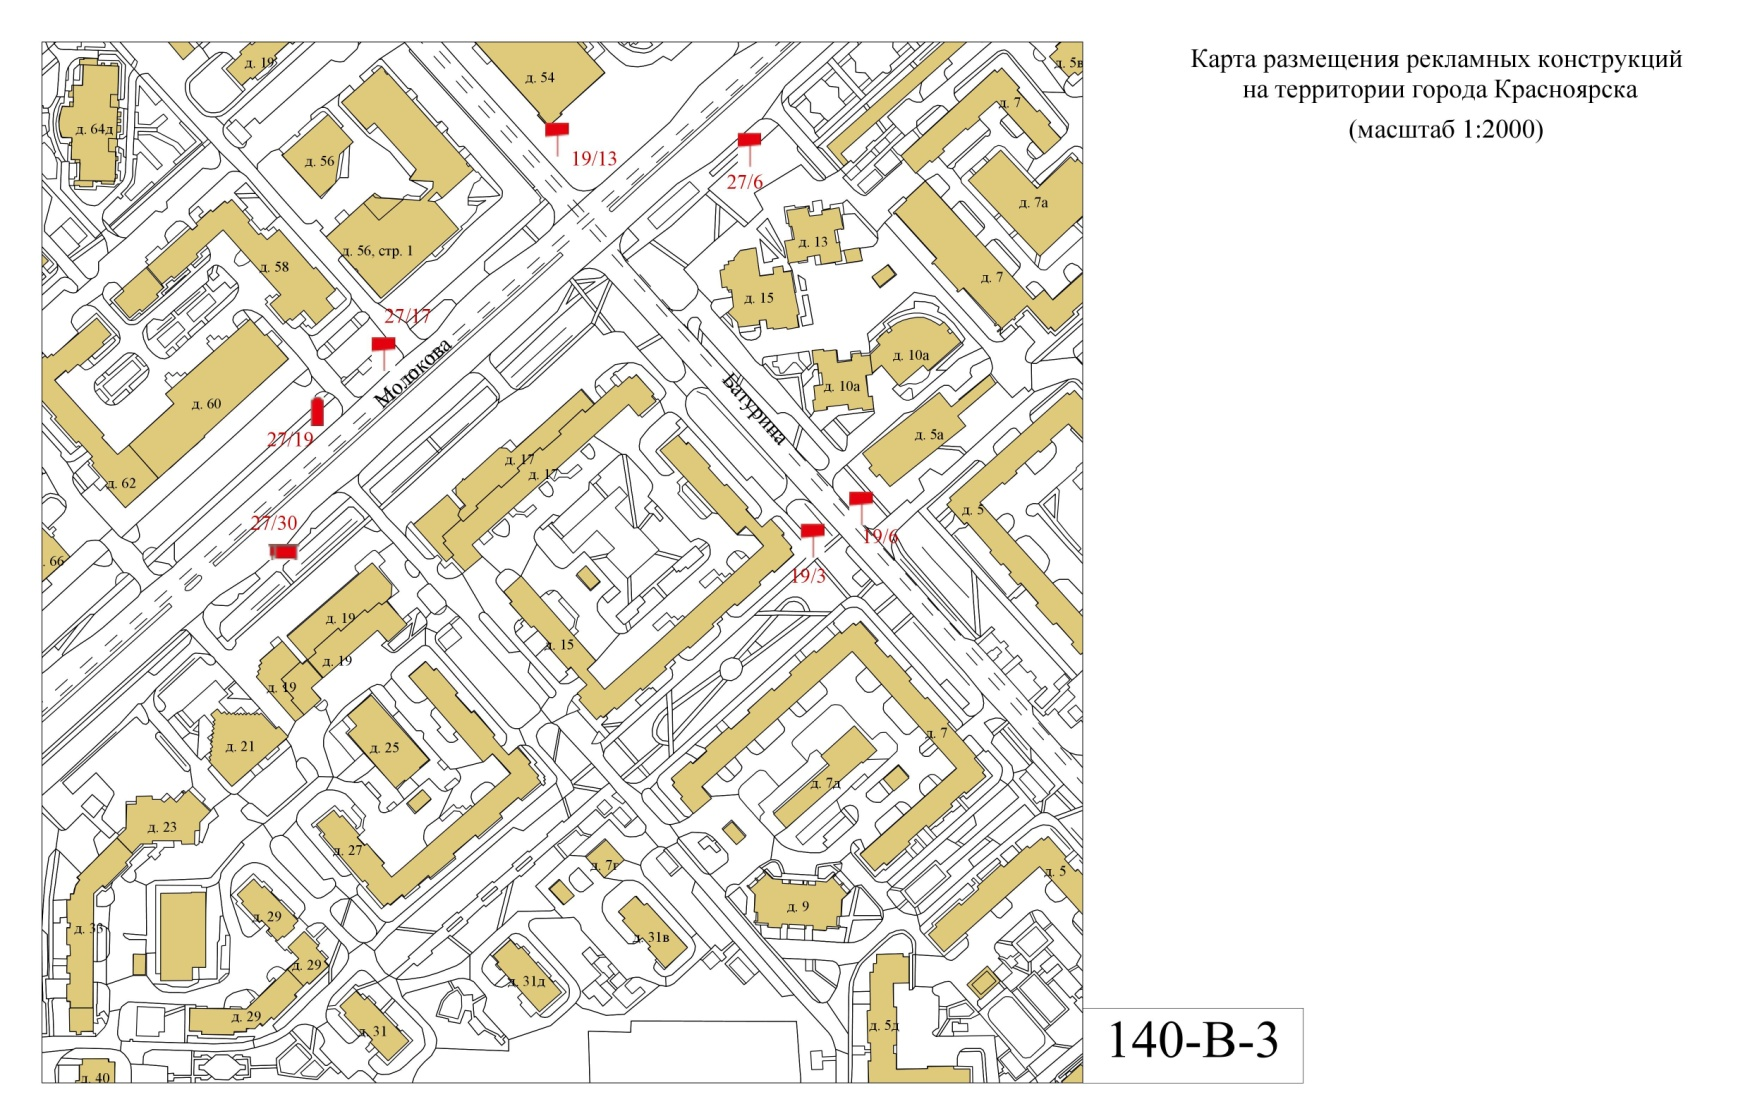 Карта размещения рекламных конструкций
на территории города Красноярска
(масштаб 1:2000)
д. 19
д. 54
д. 5в
д. 7
д. 64д
19/13
д. 56
27/6
д. 7а
д. 13
д. 56, стр. 1
д. 58
д. 7
д. 15
27/17
Молокова
д. 10а
д. 10а
Батурина
д. 60
27/19
д. 5а
д. 17
д. 17
д. 62
д. 5
27/30
19/6
. 66
19/3
д. 19
д. 15
д. 19
д. 19
д. 7
д. 21
д. 25
д. 7д
д. 23
д. 27
д. 7г
д. 5
д. 9
д. 29
д. 33
д. 31в
д. 29
д. 31д
д. 29
д. 31
д. 5д
140-В-3
д. 40